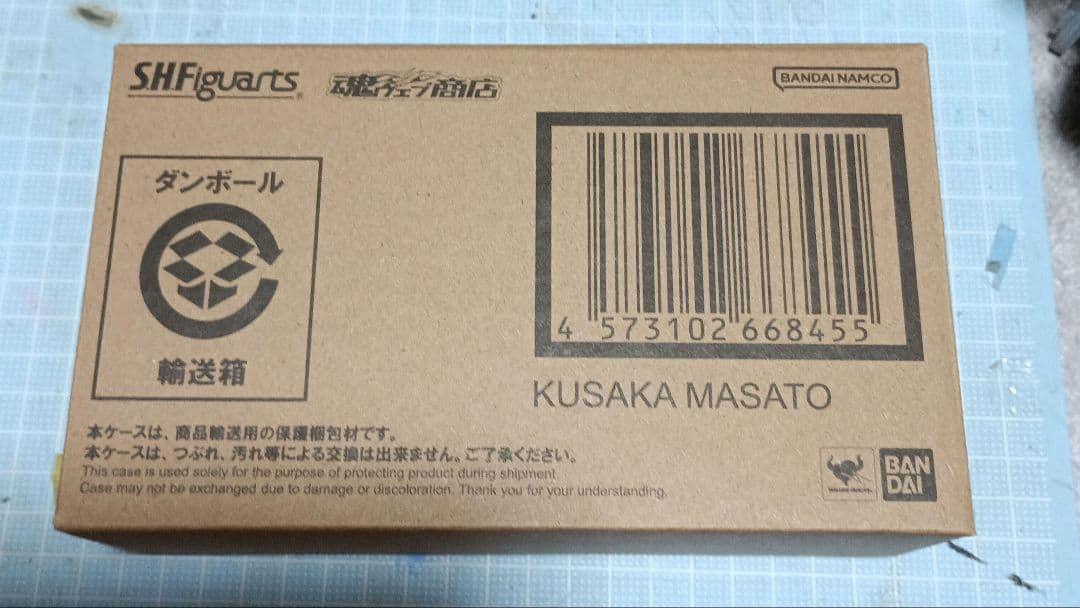 S.H.Figuarts
魂ウェブ商店
BANDAI NAMCO
ダンボール
輸送箱
4 573102 668455
KUSAKA MASATO
本ケースは、商品輸送用の保護梱包材です。
本ケースは、つぶれ、汚れ等による交換は出来ません。ご了承ください。
This case is used solely for the purpose of protecting product during shipment.
Case may not be exchanged due to damage or discoloration. Thank you for your understanding.
BAN
DAI